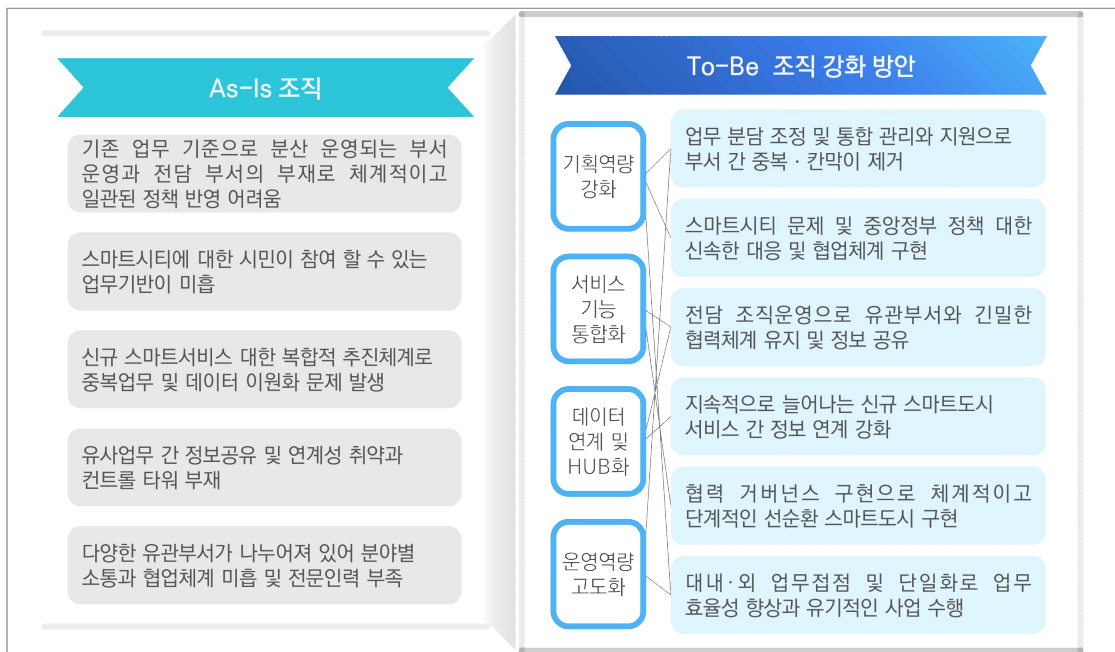 As-Is 조직
기존 업무 기준으로 분산 운영되는 부서
운영과 전담 부서의 부재로 체계적이고
일관된 정책 반영 어려움
스마트시티에 대한 시민이 참여 할 수 있는
업무기반이 미흡
신규 스마트서비스 대한 복합적 추진체계로
중복업무 및 데이터 이원화 문제 발생
유사업무 간 정보공유 및 연계성 취약과
컨트롤 타워 부재
다양한 유관부서가 나누어져 있어 분야별
소통과 협업체계 미흡 및 전문인력 부족
To-Be 조직 강화 방안
기획역량
강화
서비스
기능
통합화
데이터
연계 및
HUB화
운영역량
고도화
업무 분담 조정 및 통합 관리와 지원으로
부서 간 중복·칸막이 제거
스마트시티 문제 및 중앙정부 정책 대한
신속한 대응 및 협업체계 구현
전담 조직운영으로 유관부서와 긴밀한
협력체계 유지 및 정보 공유
지속적으로 늘어나는 신규 스마트도시
서비스 간 정보 연계 강화
협력 거버넌스 구현으로 체계적이고
단계적인 선순환 스마트도시 구현
대내·외 업무접점 및 단일화로 업무
효율성 향상과 유기적인 사업 수행